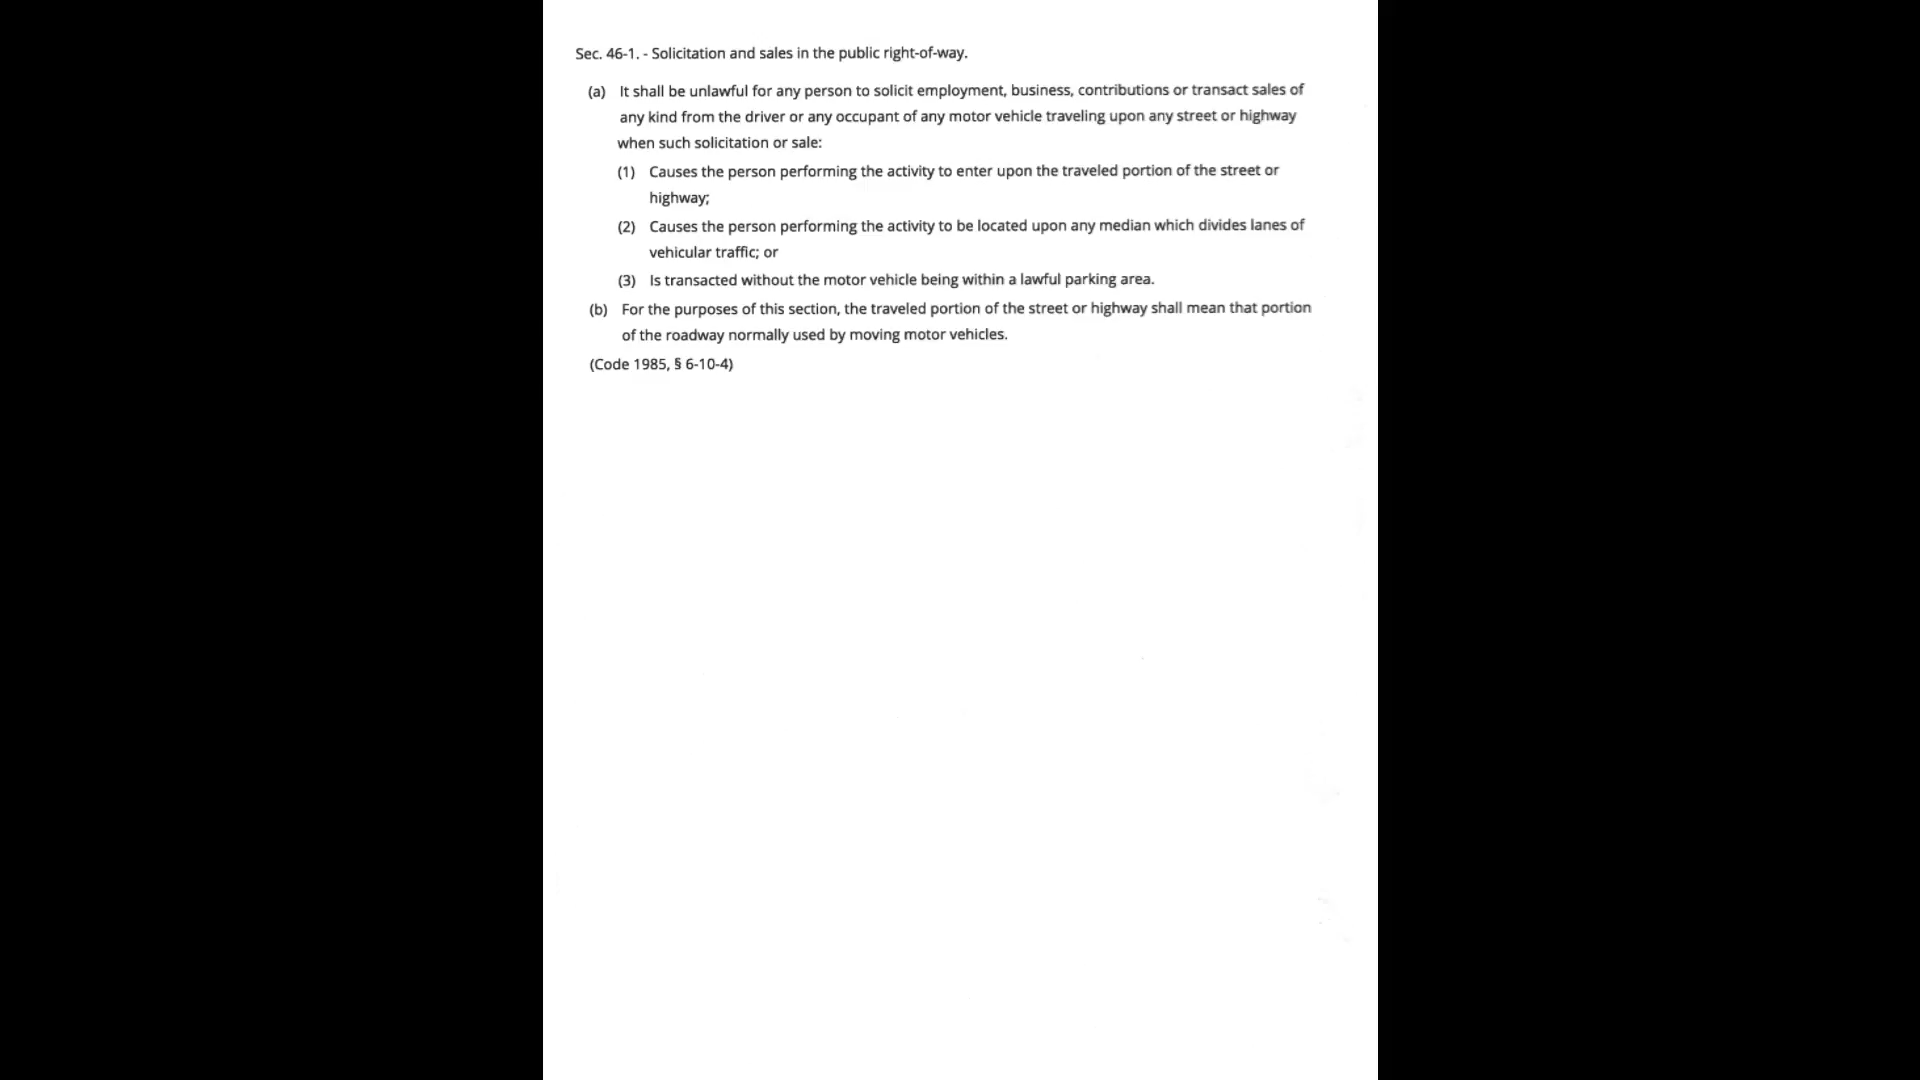 Sec. 46-1. - Solicitation and sales in the public right-of-way.
(a) It shall be unlawful for any person to solicit employment, business, contributions or transact sales of
any kind from the driver or any occupant of any motor vehicle traveling upon any street or highway
when such solicitation or sale:
(1) Causes the person performing the activity to enter upon the traveled portion of the street or
highway;
(2) Causes the person performing the activity to be located upon any median which divides lanes of
vehicular traffic; or
(3) Is transacted without the motor vehicle being within a lawful parking area.
(b) For the purposes of this section, the traveled portion of the street or highway shall mean that portion
of the roadway normally used by moving motor vehicles.
(Code 1985, § 6-10-4)